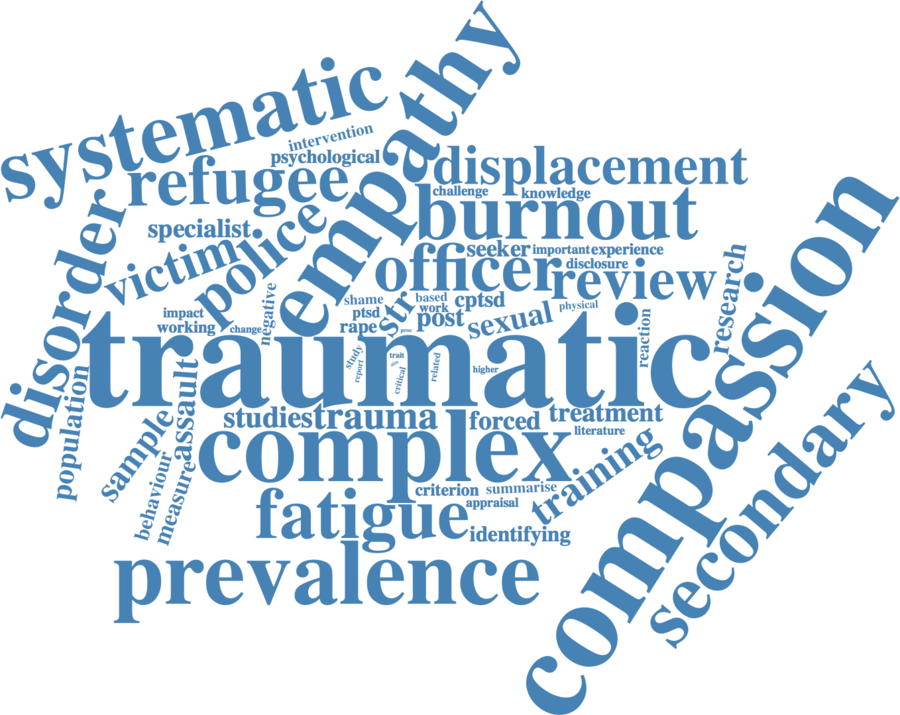 systematic
empathy
intervention
psychological
refugee
displacement
challenge
knowledge
burnout
disorder
specialist
police
victim
seeker
important
experience
disclosure
officer
review
compassion
research
negative
shame
ptsd
rape
str
based
work
cptsd
post
sexual
physical
impact
working
change
reaction
traumatic
study
report
trait
critical
related
higher
population
assault
sample
studies
trauma
forced
treatment
literature
complex
behaviour
measure
criterion
summarise
appraisal
training
fatigue
identifying
prevalence
secondary